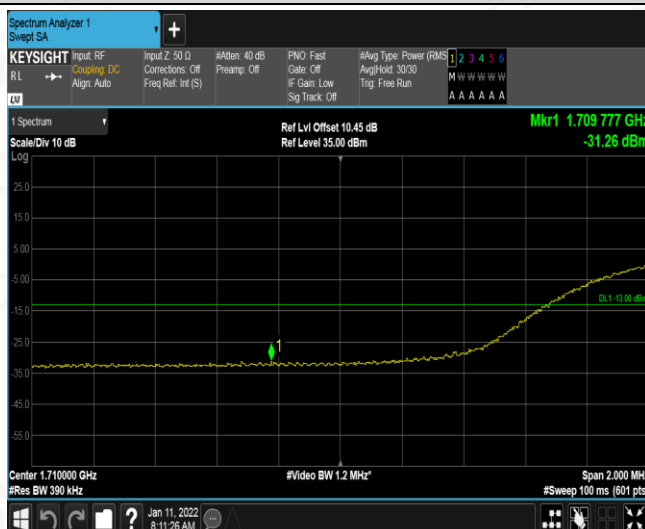 Spectrum Analyzer 1
Swept SA
KEYSIGHT
RL
LXI
Input: RF
Coupling: DC
Align: Auto
Input Z: 50 Ω
Corrections: Off
Freq Ref: Int (S)
#Atten: 40 dB
Preamp: Off
PNO: Fast
Gate: Off
IF Gain: Low
Sig Track: Off
#Avg Type: Power (RMS
Avg|Hold: 30/30
Trig: Free Run
1 2 3 4 5 6
M W W W W W
A A A A A A
1 Spectrum
Scale/Div 10 dB
Log
Ref Lvl Offset 10.45 dB
Ref Level 35.00 dBm
Mkr1 1.709 777 GHz
-31.26 dBm
25.0
15.0
5.00
-5.00
DL1 -13.00 dBm
-15.0
-25.0
1
-35.0
-45.0
-55.0
Center 1.710000 GHz
#Res BW 390 kHz
#Video BW 1.2 MHz*
Span 2.000 MH
#Sweep 100 ms (601 pts
?
Jan 11, 2022
8:11:26 AM